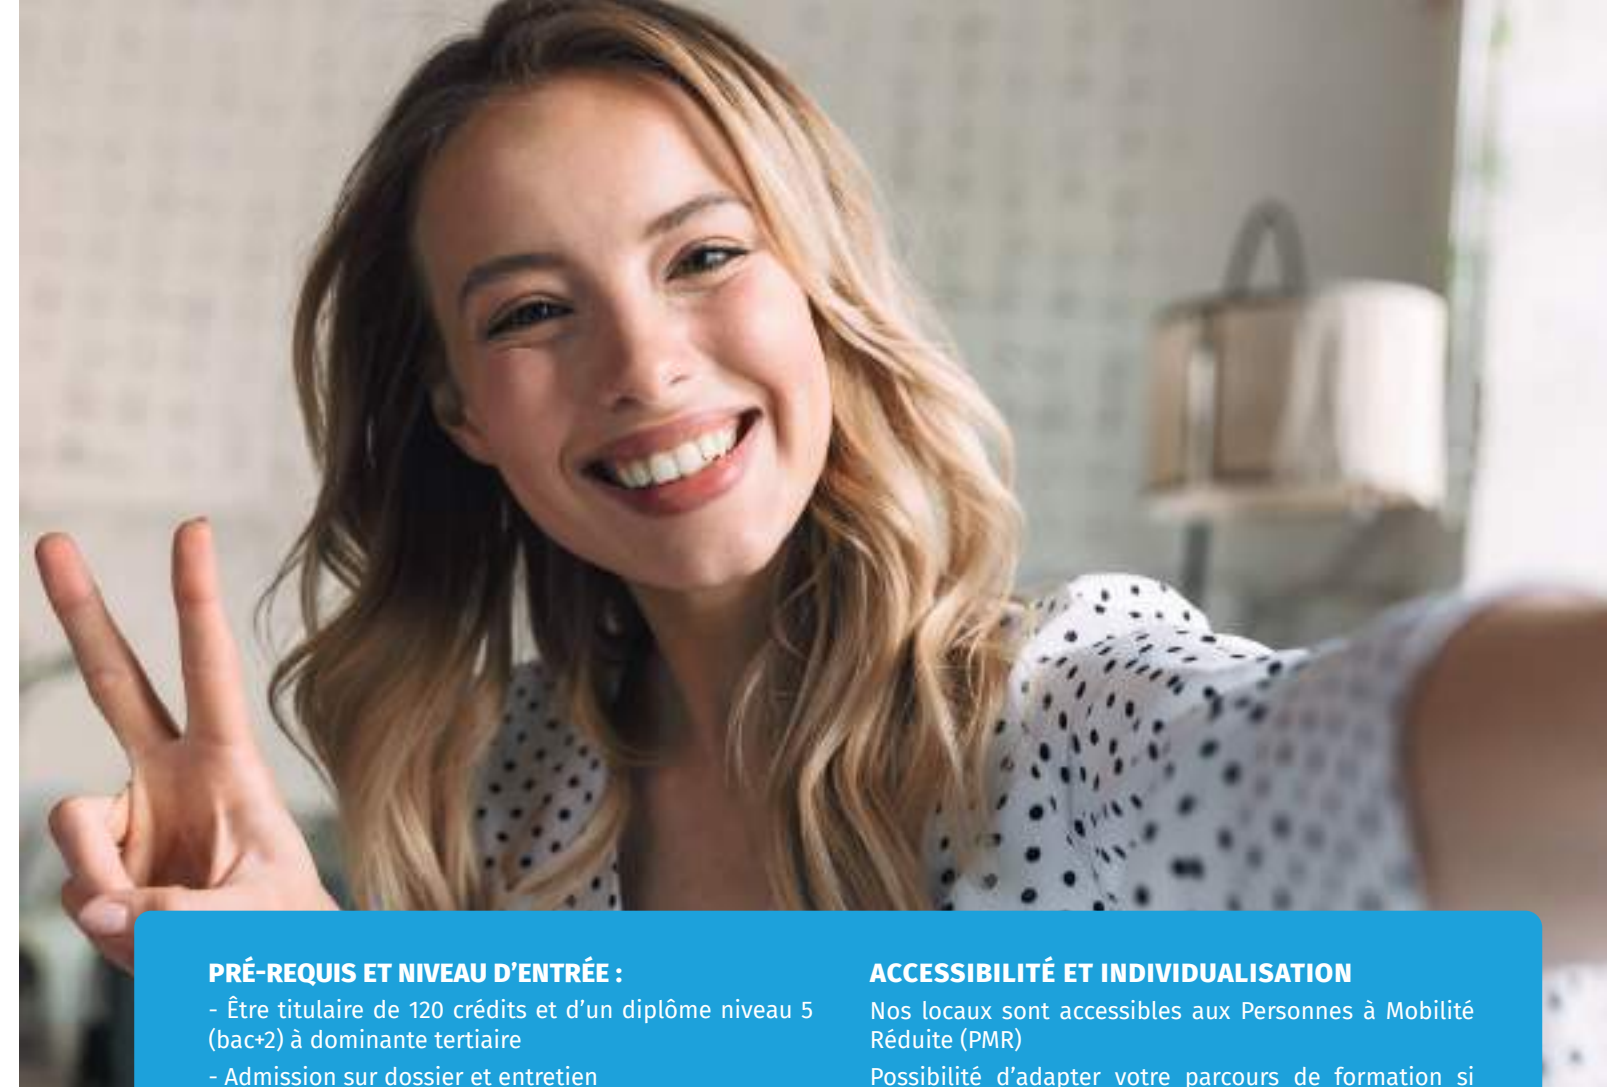 PRÉ-REQUIS ET NIVEAU D’ENTRÉE :
- Être titulaire de 120 crédits et d’un diplôme niveau 5
(bac+2) à dominante tertiaire
- Admission sur dossier et entretien
ACCESSIBILITÉ ET INDIVIDUALISATION
Nos locaux sont accessibles aux Personnes à Mobilité
Réduite (PMR)
Possibilité d’adapter votre parcours de formation si